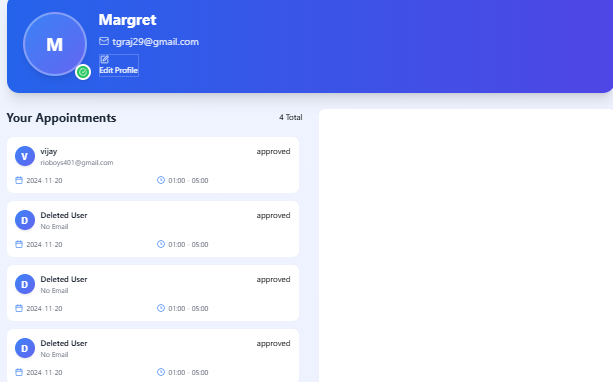 Margret
M
tgraj29@gmail.com
Edit Profile
Your Appointments
4 Total
V
vijay
approved
rioboys401@gmail.com
2024-11-20
01:00 - 05:00
D
Deleted User
approved
No Email
2024-11-20
01:00 - 05:00
D
Deleted User
approved
No Email
2024-11-20
01:00 - 05:00
D
Deleted User
approved
No Email
2024-11-20
01:00 - 05:00